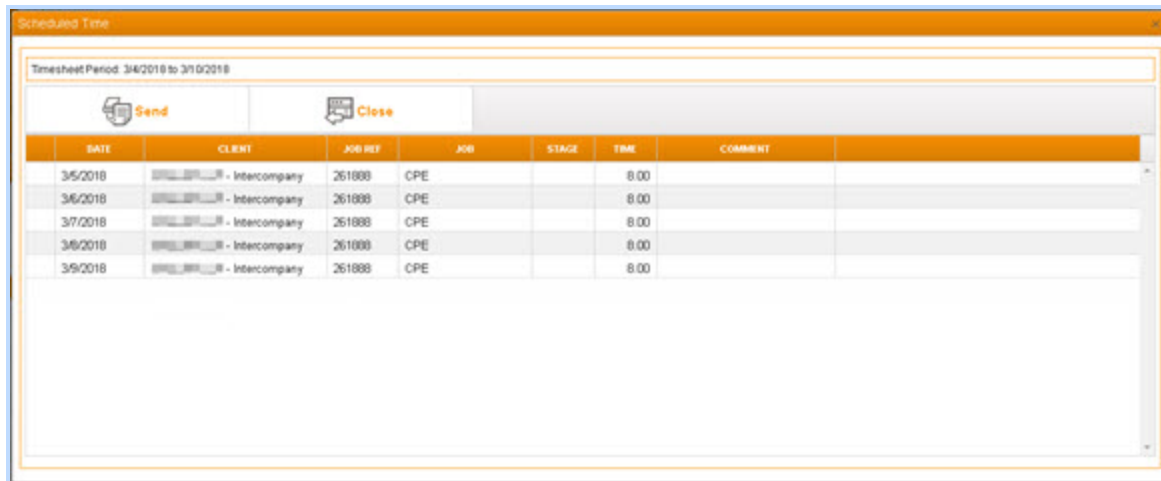 Scheduled Time
Timesheet Period: 3/4/2018 to 3/10/2018
Send Close
DATE CLIENT JOB REF JOB STAGE TIME COMMENT
3/5/2018 - Intercompany 261888 CPE 8.00
3/6/2018 - Intercompany 261888 CPE 8.00
3/7/2018 - Intercompany 261888 CPE 8.00
3/8/2018 - Intercompany 261888 CPE 8.00
3/9/2018 - Intercompany 261888 CPE 8.00